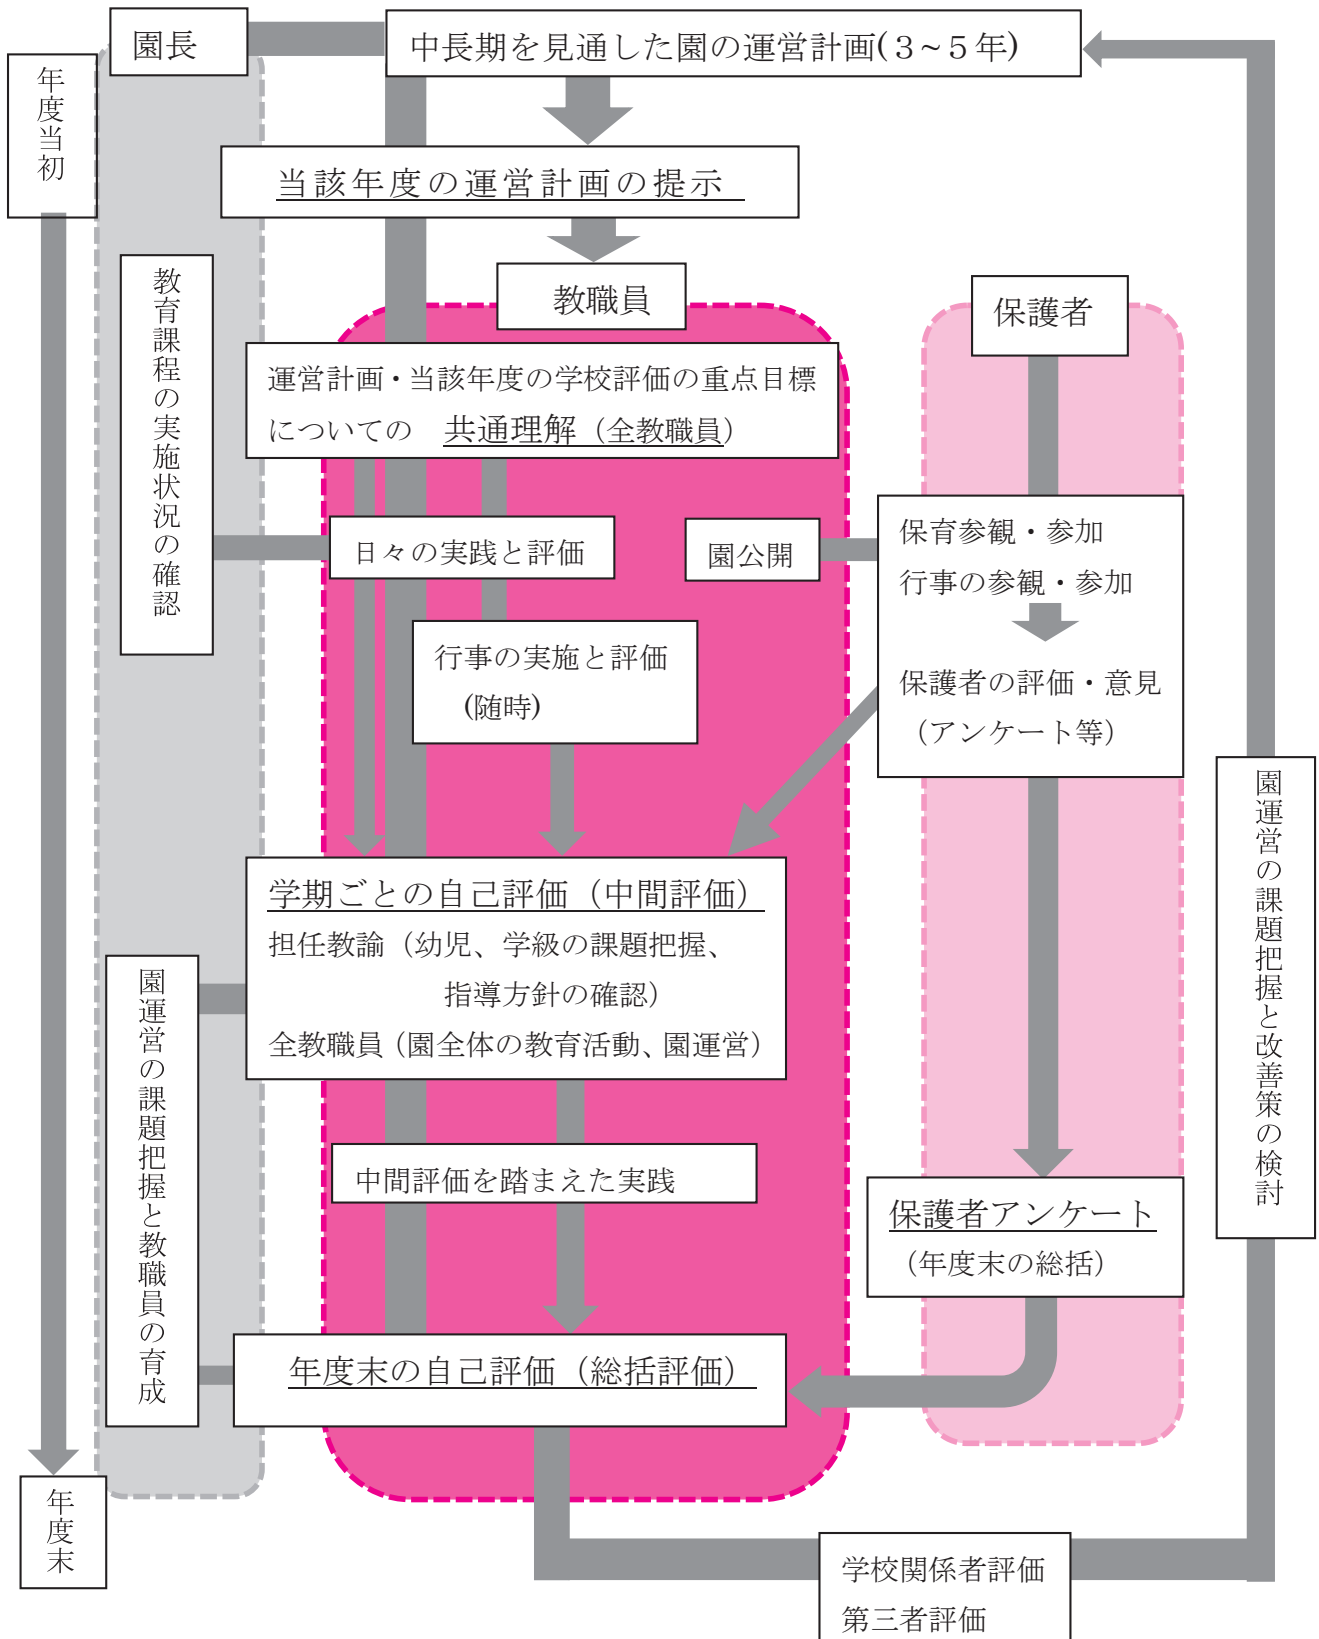 園長
中長期を見通した園の運営計画(３～５年)
年度当初
当該年度の運営計画の提示
教職員
保護者
教育課程の実施状況の確認
運営計画・当該年度の学校評価の重点目標
についての　共通理解（全教職員）
日々の実践と評価
園公開
保育参観・参加
行事の参観・参加
保護者の評価・意見
（アンケート等）
行事の実施と評価
(随時)
園運営の課題把握と改善策の検討
学期ごとの自己評価（中間評価）
担任教諭（幼児、学級の課題把握、
指導方針の確認）
全教職員（園全体の教育活動、園運営）
園運営の課題把握と教職員の育成
中間評価を踏まえた実践
保護者アンケート
（年度末の総括）
年度末の自己評価（総括評価）
年度末
学校関係者評価
第三者評価